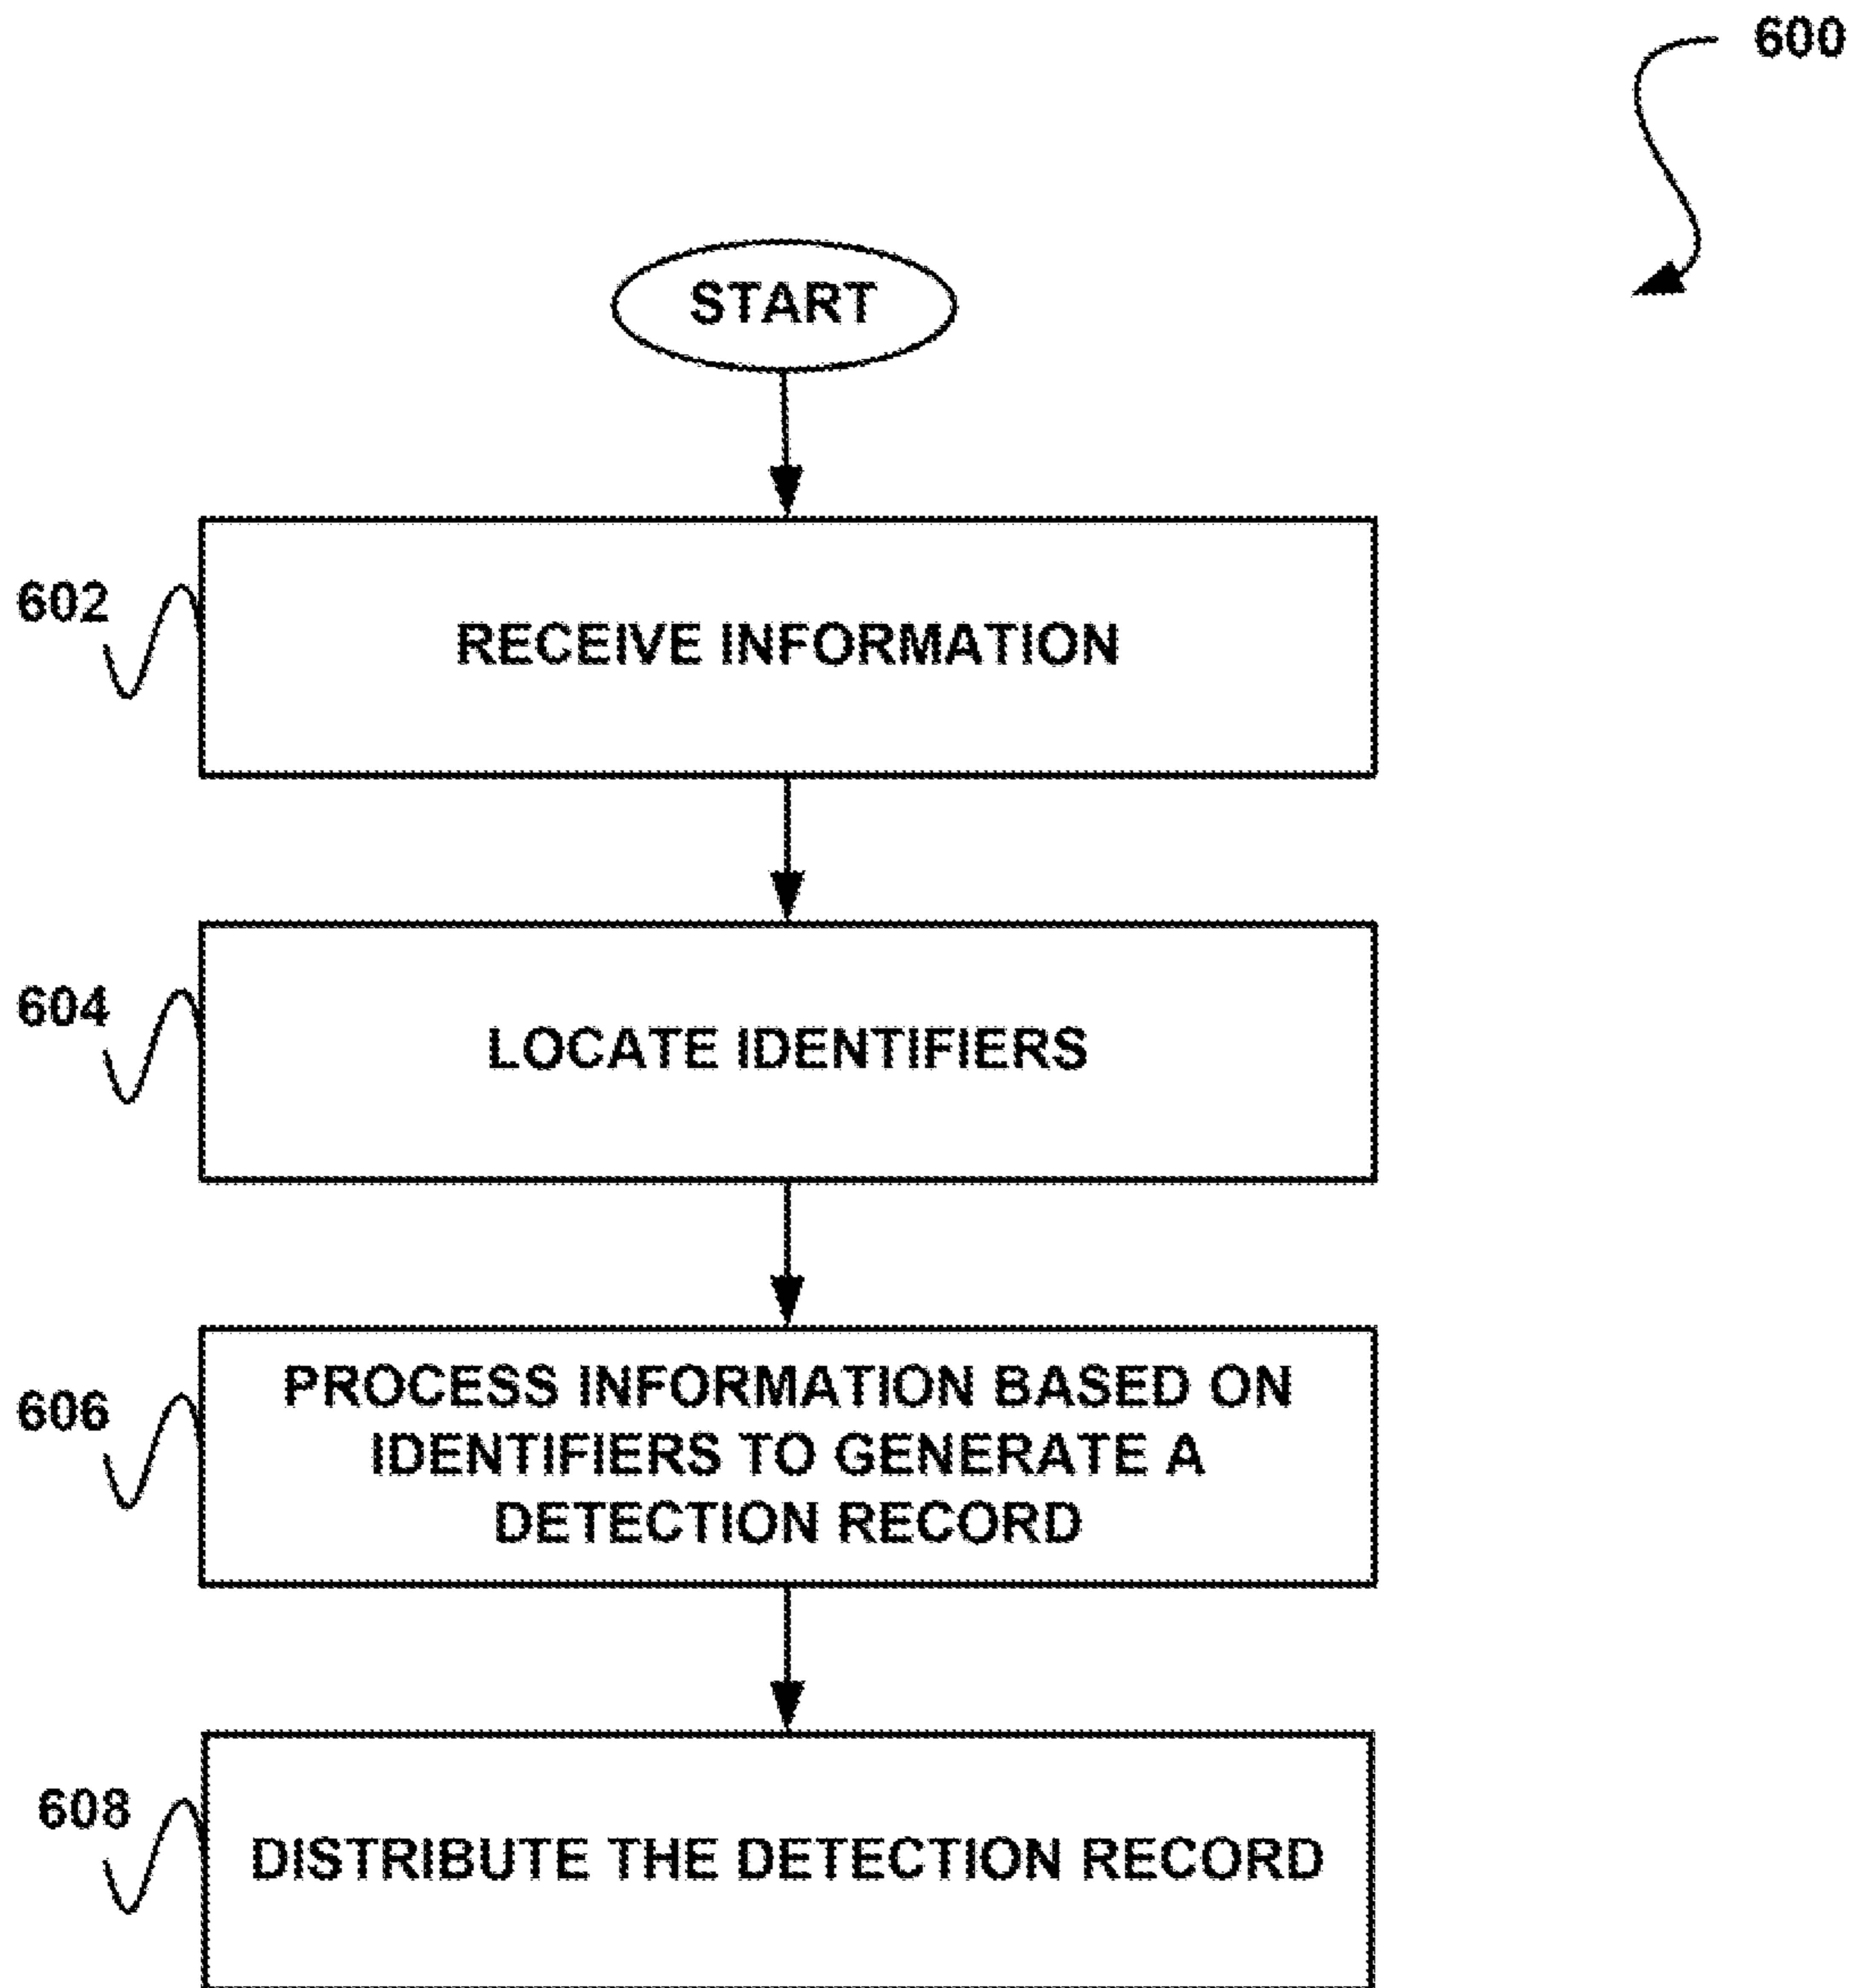 600
START
602
RECEIVE INFORMATION
604
LOCATE IDENTIFIERS
606
PROCESS INFORMATION BASED ON
IDENTIFIERS TO GENERATE A
DETECTION RECORD
608
DISTRIBUTE THE DETECTION RECORD